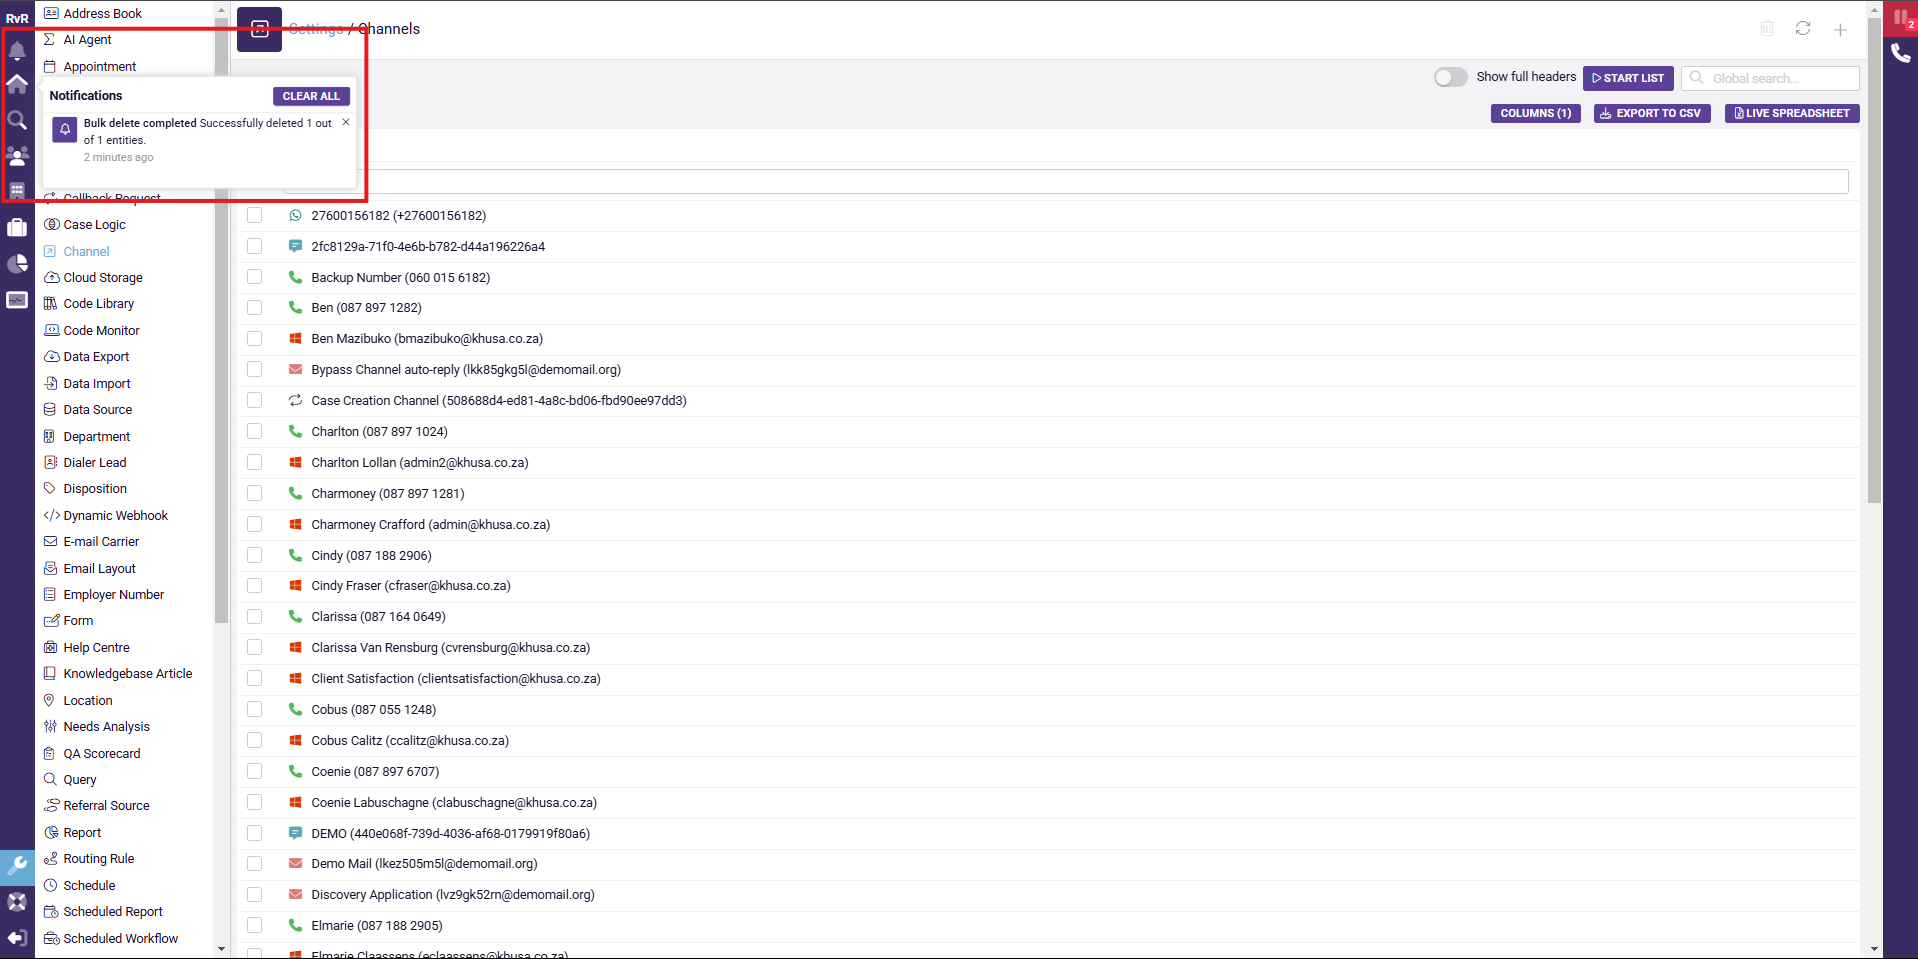 RvR
Address Book
AI Agent
Appointment
Notifications
CLEAR ALL
Bulk delete completed Successfully deleted 1 out
of 1 entities.
2 minutes ago
Callback Request
Case Logic
Channel
Cloud Storage
Code Library
Code Monitor
Data Export
Data Import
Data Source
Department
Dialer Lead
Disposition
Dynamic Webhook
E-mail Carrier
Email Layout
Employer Number
Form
Help Centre
Knowledgebase Article
Location
Needs Analysis
QA Scorecard
Query
Referral Source
Report
Routing Rule
Schedule
Scheduled Report
Scheduled Workflow
Settings / Channels
2
Show full headers
START LIST
Global search...
COLUMNS (1)
EXPORT TO CSV
LIVE SPREADSHEET
27600156182 (+27600156182)
2fc8129a-71f0-4e6b-b782-d44a196226a4
Backup Number (060 015 6182)
Ben (087 897 1282)
Ben Mazibuko (bmazibuko@khusa.co.za)
Bypass Channel auto-reply (lkk85gkg5l@demomail.org)
Case Creation Channel (508688d4-ed81-4a8c-bd06-fbd90ee97dd3)
Charlton (087 897 1024)
Charlton Lollan (admin2@khusa.co.za)
Charmoney (087 897 1281)
Charmoney Crafford (admin@khusa.co.za)
Cindy (087 188 2906)
Cindy Fraser (cfraser@khusa.co.za)
Clarissa (087 164 0649)
Clarissa Van Rensburg (cvrensburg@khusa.co.za)
Client Satisfaction (clientsatisfaction@khusa.co.za)
Cobus (087 055 1248)
Cobus Calitz (ccalitz@khusa.co.za)
Coenie (087 897 6707)
Coenie Labuschagne (clabuschagne@khusa.co.za)
DEMO (440e068f-739d-4036-af68-0179919f80a6)
Demo Mail (lkez505m5l@demomail.org)
Discovery Application (lvz9gk52rn@demomail.org)
Elmarie (087 188 2905)
Elmarie Claassens (eclaassens@khusa.co.za)